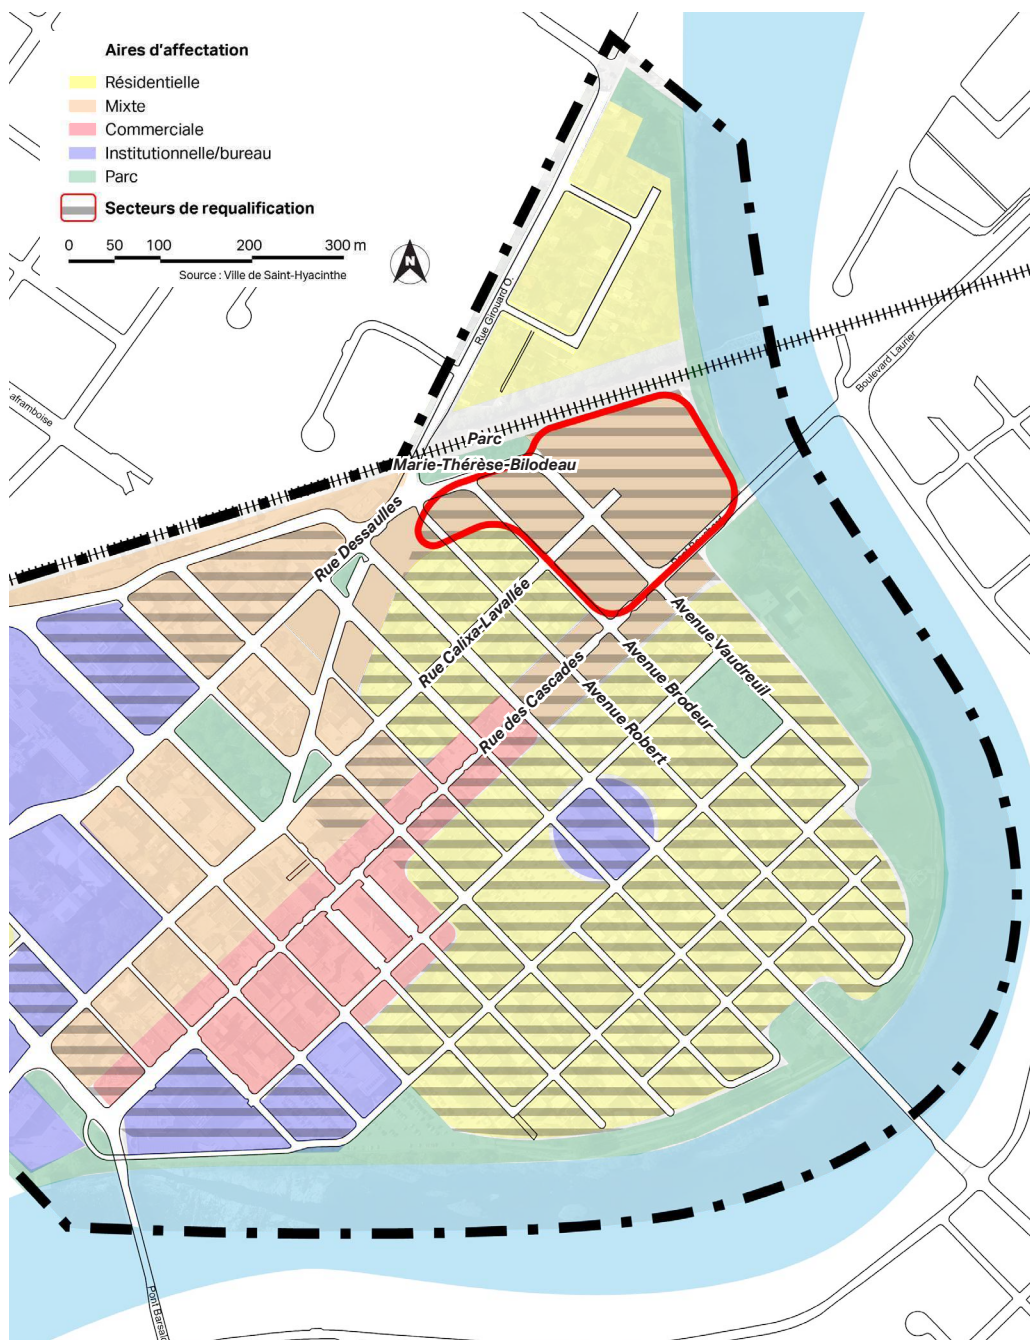 Aires d'affectation
Résidentielle
Mixte
Commerciale
Institutionnelle/bureau
Parc
Secteurs de requalification
0 50 100 200 300 m
Source : Ville de Saint-Hyacinthe
N
Rue Girouard O.
Boulevard Laurier
aframboise
Parc
Marie-Thérèse-Bilodeau
Rue Dessaulles
Rue Calixa-Lavallée
Avenue Vaudreuil
Avenue Brodeur
Rue des Cascades
Avenue Robert
Pont Barsalo